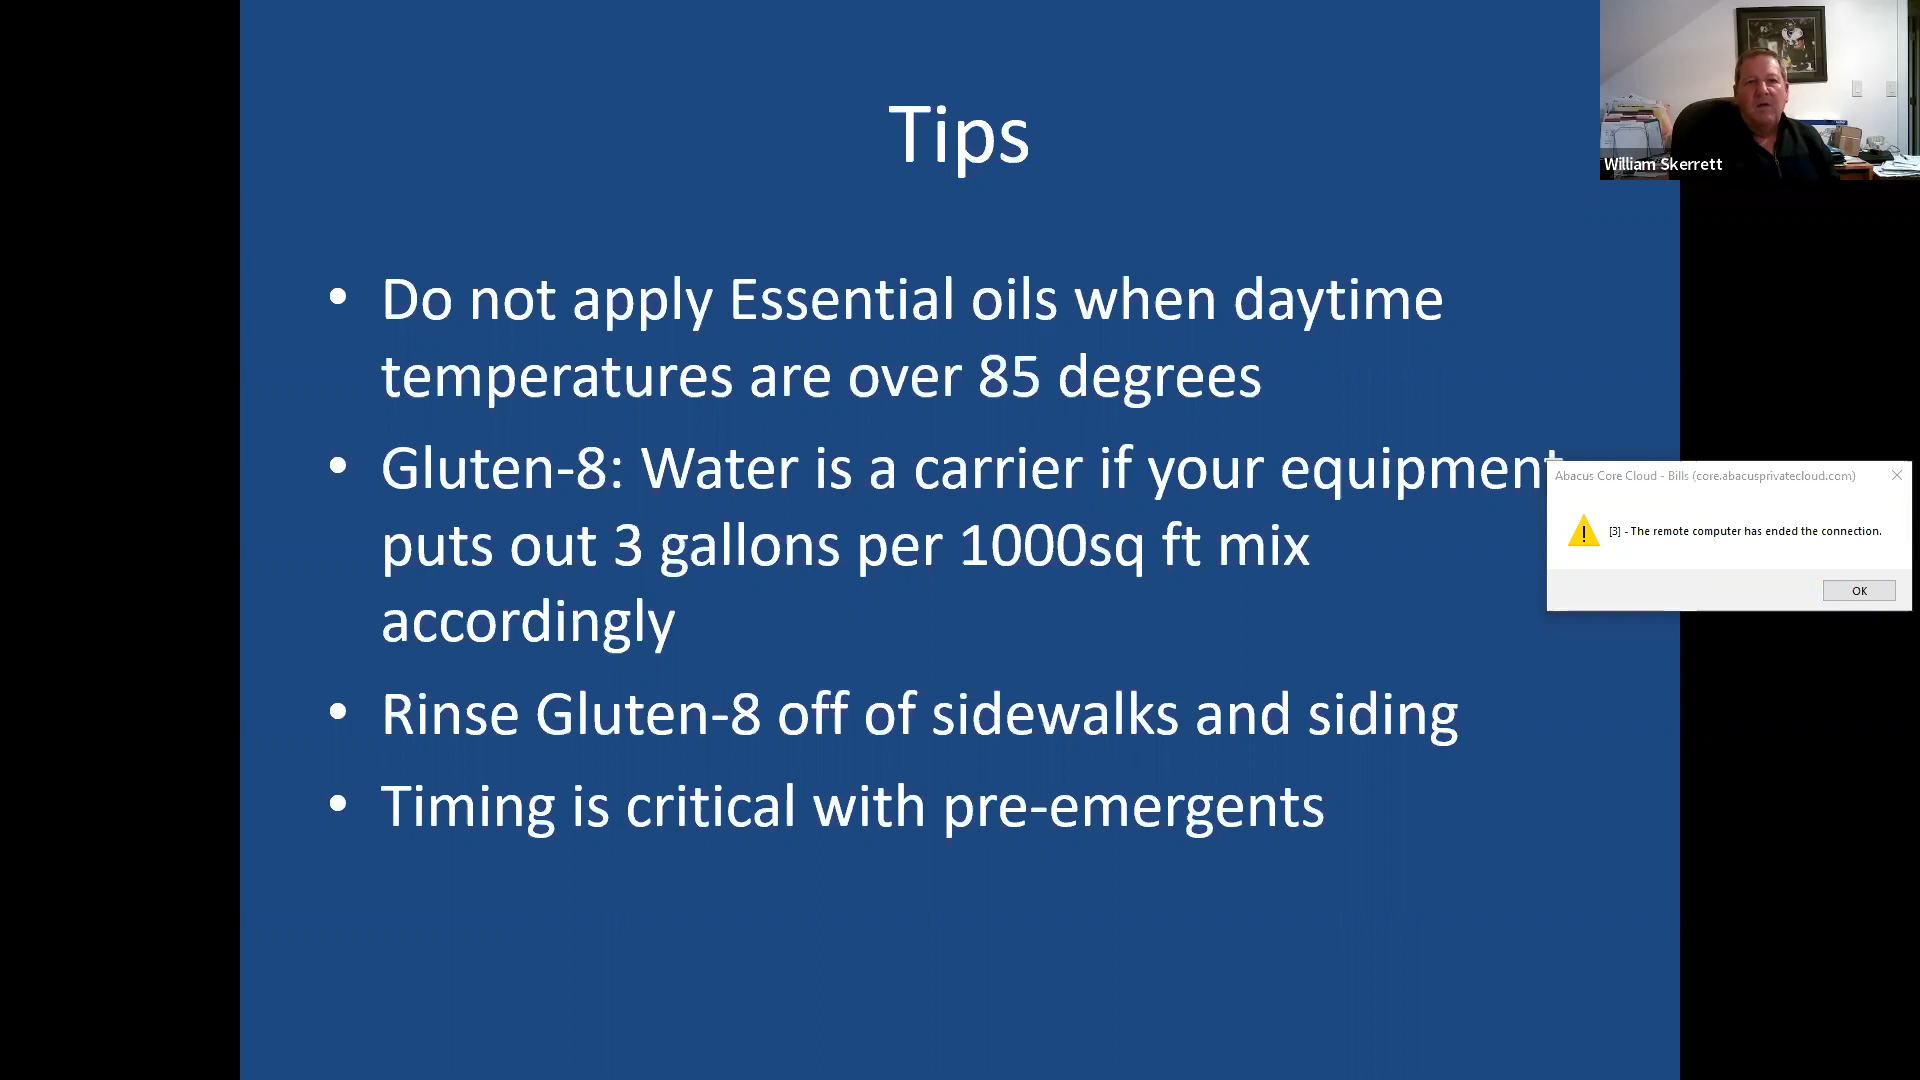 Tips
William Skerrett
• Do not apply Essential oils when daytime
temperatures are over 85 degrees
• Gluten-8: Water is a carrier if your equipment
puts out 3 gallons per 1000sq ft mix
accordingly
Abacus Core Cloud - Bills (core.abacusprivatecloud.com)
[3] - The remote computer has ended the connection.
OK
• Rinse Gluten-8 off of sidewalks and siding
• Timing is critical with pre-emergents